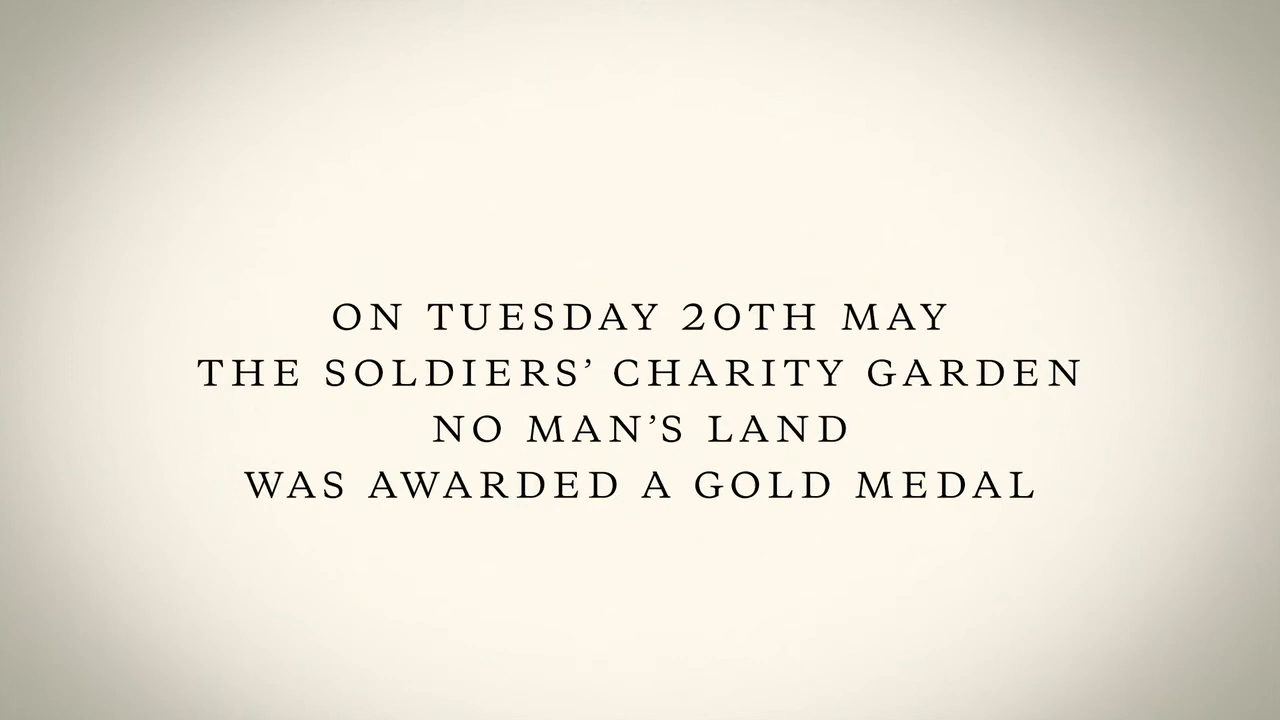 ON TUESDAY 20TH MAY
THE SOLDIERS’ CHARITY GARDEN
NO MAN’S LAND
WAS AWARDED A GOLD MEDAL